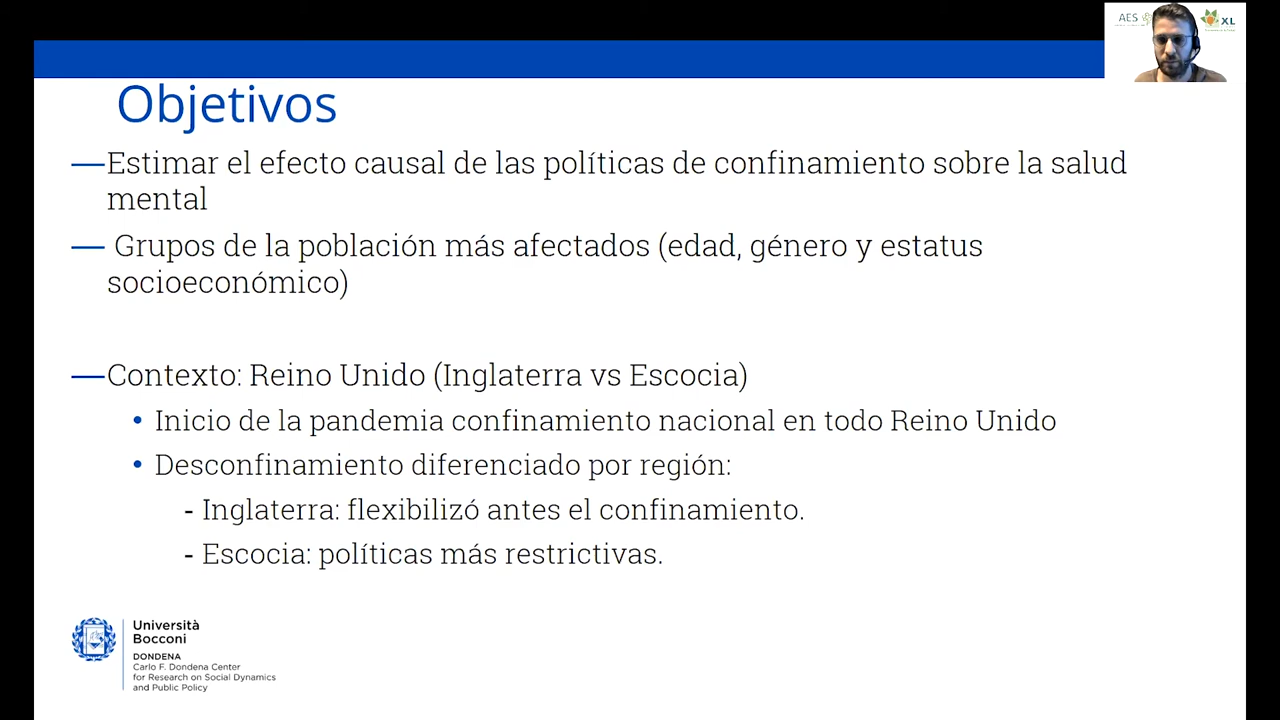 AES
XL
Objetivos
Estimar el efecto causal de las políticas de confinamiento sobre la salud
mental
Grupos de la población más afectados (edad, género y estatus
socioeconómico)
Contexto: Reino Unido (Inglaterra vs Escocia)
Inicio de la pandemia confinamiento nacional en todo Reino Unido
Desconfinamiento diferenciado por región:
- Inglaterra: flexibilizó antes el confinamiento.
- Escocia: políticas más restrictivas.
Università
Bocconi
DONDENA
Carlo F. Dondena Center
for Research on Social Dynamics
and Public Policy